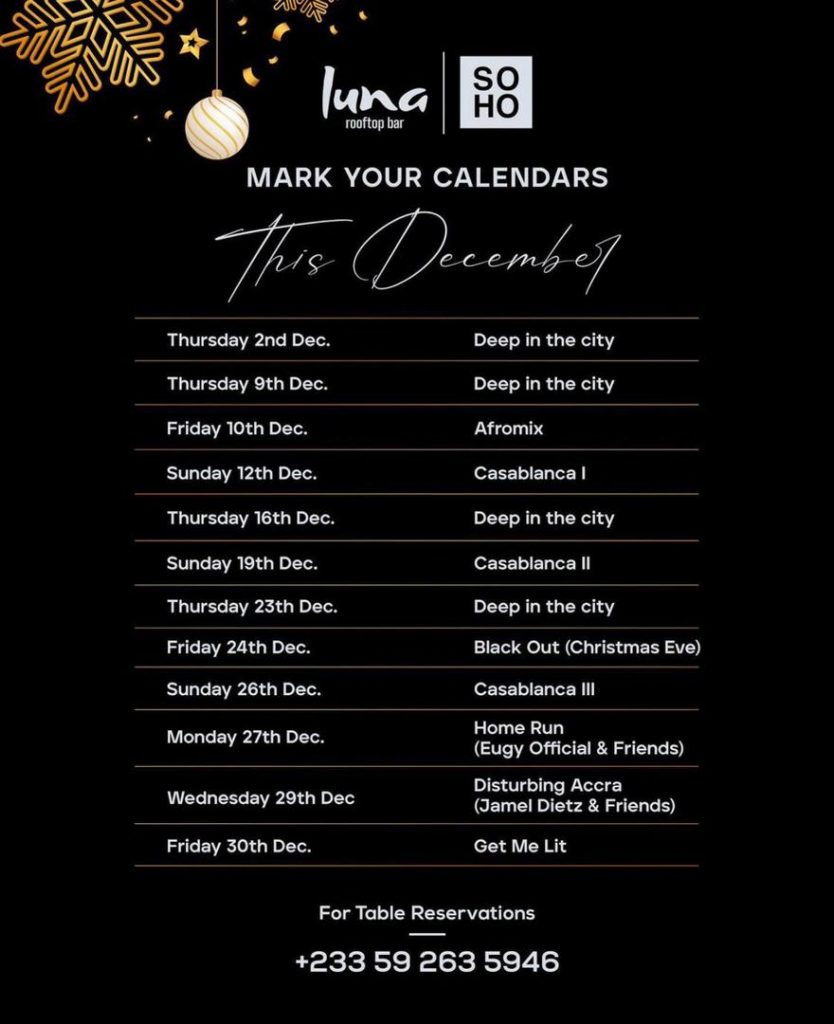 luna
rooftop bar
SO
HO
MARK YOUR CALENDARS
This December
Thursday 2nd Dec. Deep in the city
Thursday 9th Dec. Deep in the city
Friday 10th Dec. Afromix
Sunday 12th Dec. Casablanca I
Thursday 16th Dec. Deep in the city
Sunday 19th Dec. Casablanca II
Thursday 23th Dec. Deep in the city
Friday 24th Dec. Black Out (Christmas Eve)
Sunday 26th Dec. Casablanca III
Monday 27th Dec. Home Run
(Eugy Official & Friends)
Wednesday 29th Dec Disturbing Accra
(Jamel Dietz & Friends)
Friday 30th Dec. Get Me Lit
For Table Reservations
+233 59 263 5946